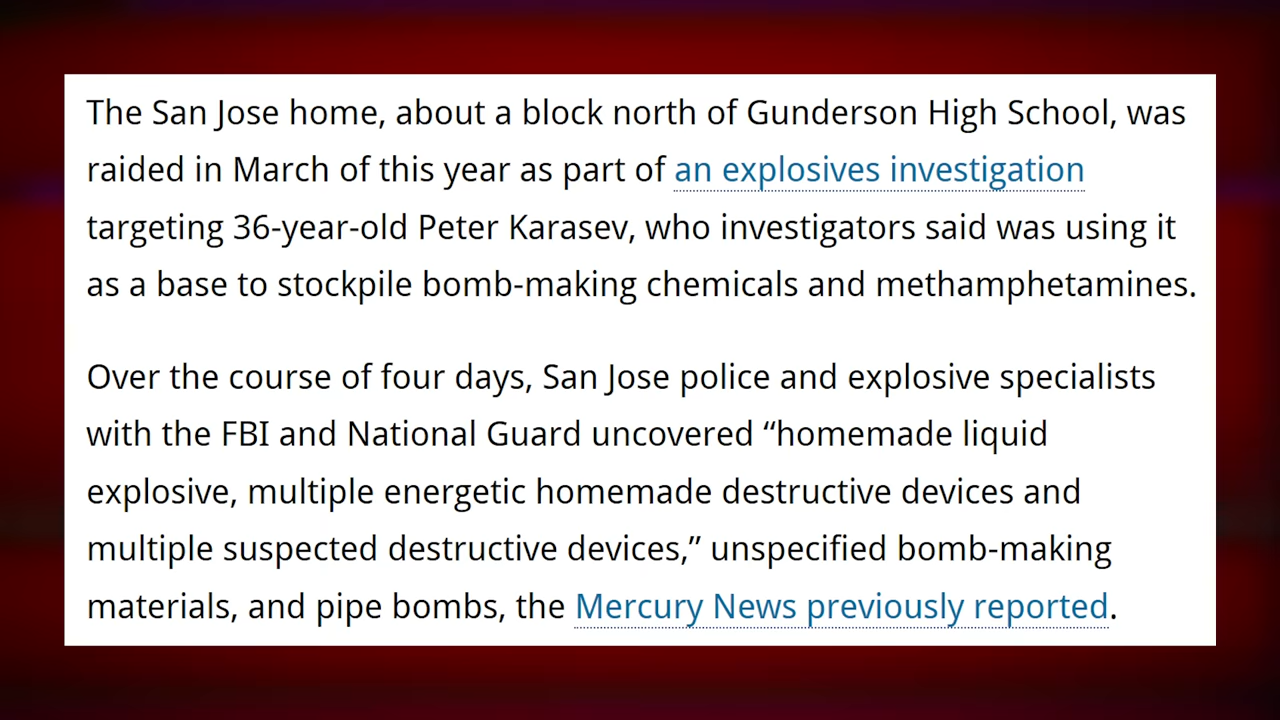 The San Jose home, about a block north of Gunderson High School, was
raided in March of this year as part of an explosives investigation
targeting 36-year-old Peter Karasev, who investigators said was using it
as a base to stockpile bomb-making chemicals and methamphetamines.
Over the course of four days, San Jose police and explosive specialists
with the FBI and National Guard uncovered “homemade liquid
explosive, multiple energetic homemade destructive devices and
multiple suspected destructive devices,” unspecified bomb-making
materials, and pipe bombs, the Mercury News previously reported.